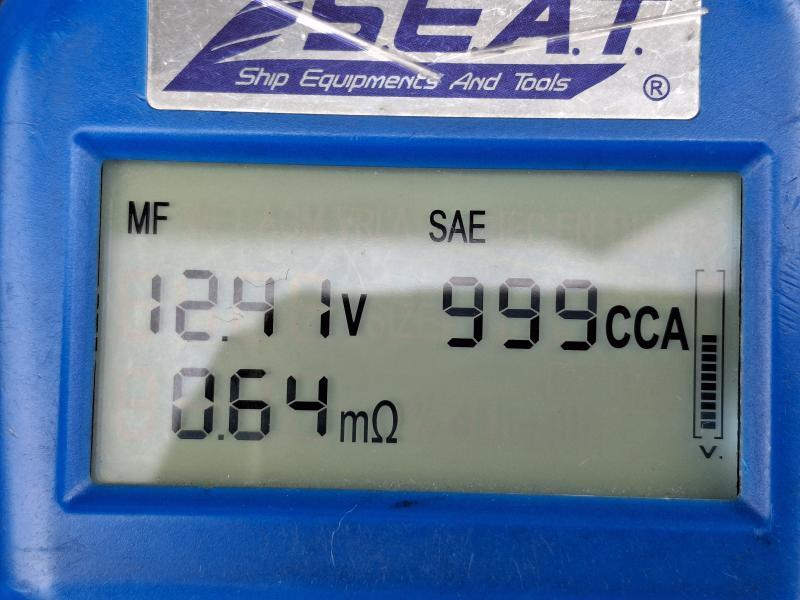 S.E.A.T.
Ship Equipments And Tools
®
MF SAE
12.41V 999CCA
0.64mΩ
V.